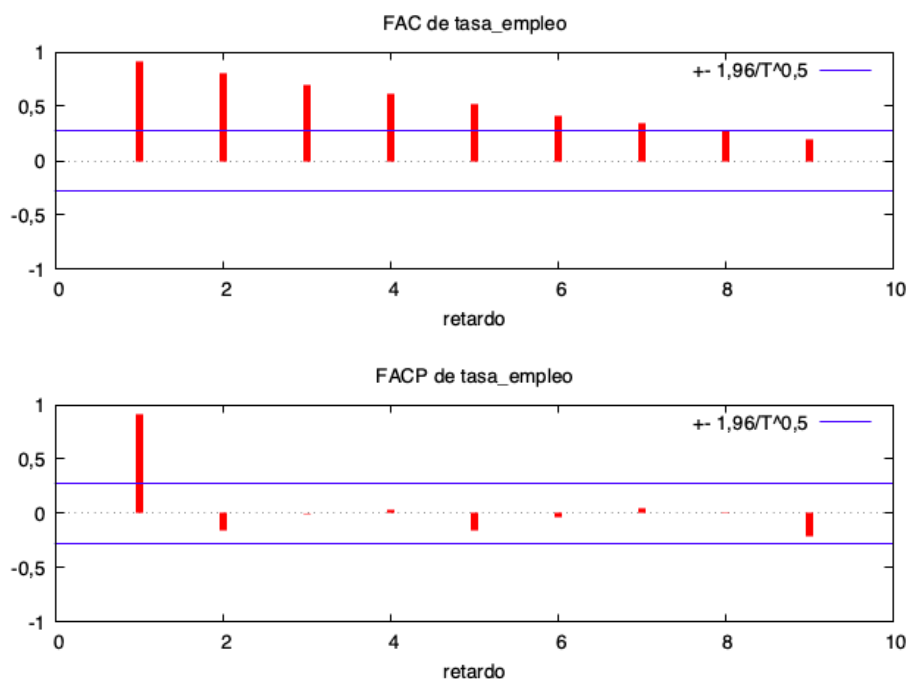 FAC de tasa_empleo
1
+- 1,96/T^0,5
0,5
0
-0,5
-1
0 2 4 6 8 10
retardo
FACP de tasa_empleo
1
+- 1,96/T^0,5
0,5
0
-0,5
-1
0 2 4 6 8 10
retardo